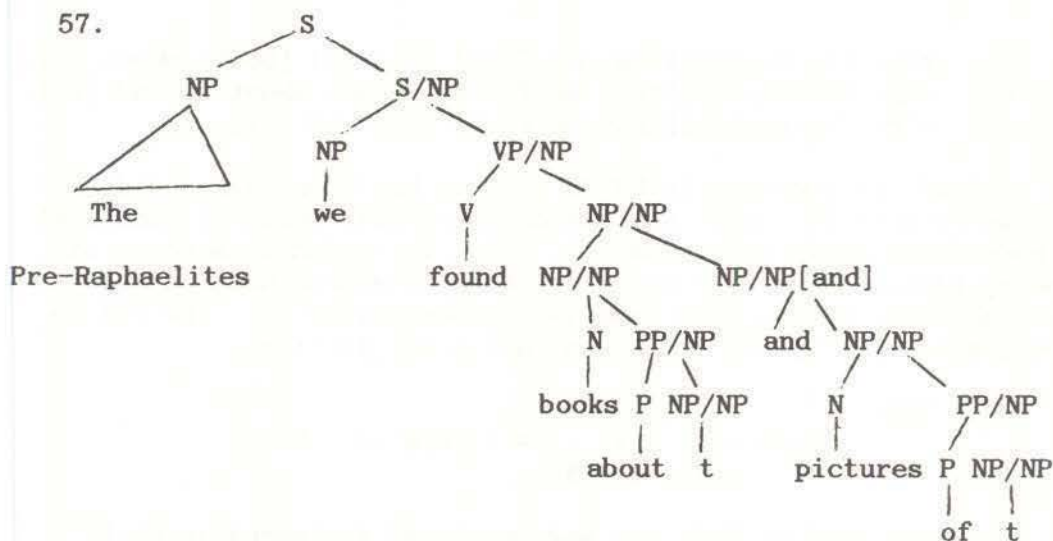 57. S
NP S/NP
NP VP/NP
The we V NP/NP
Pre-Raphaelites found NP/NP NP/NP[and]
N PP/NP and NP/NP
books P NP/NP N PP/NP
about t pictures P NP/NP
of t